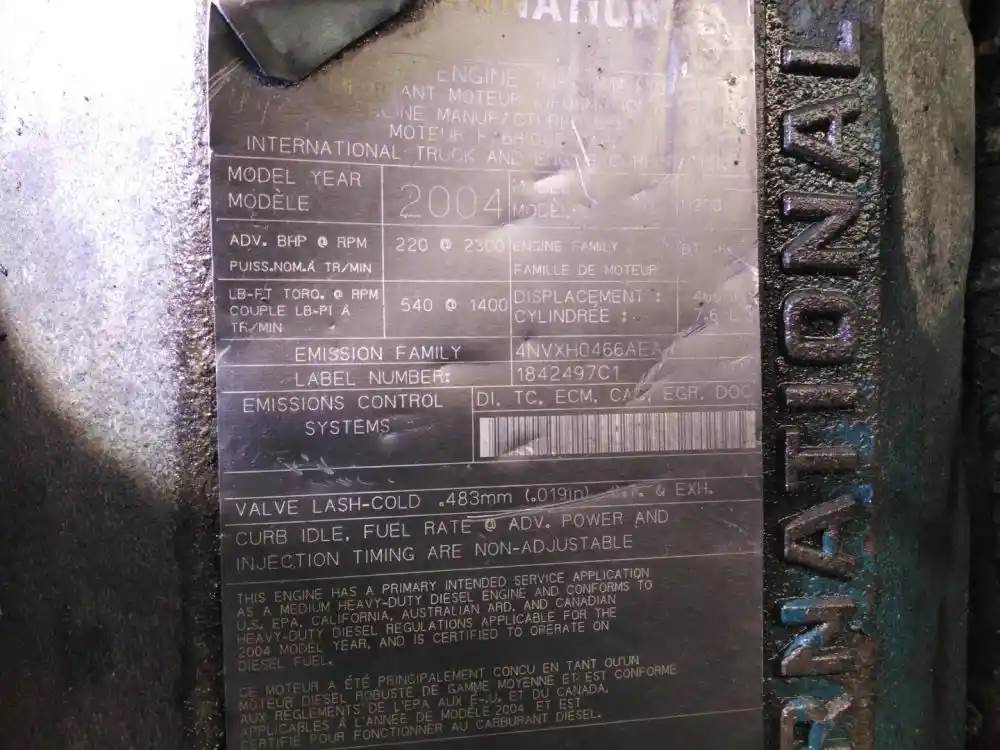 NATION
ENGINE
ANT MOTEUR
INTERNATIONAL TRUCK AND
MODEL YEAR
MODÈLE
2004
MODÈL
ADV. BHP @ RPM
PUISS.NOM.À TR/MIN
220 @ 2300
ENGINE FAMILY
FAMILLE DE MOTEUR
LB-FT TORQ. @ RPM
COUPLE LB-PI À
TR/MIN
540 @ 1400
DISPLACEMENT :
CYLINDRÉE :
7.6 L
EMISSION FAMILY
4NVXH0466AE
LABEL NUMBER:
1842497C1
EMISSIONS CONTROL
SYSTEMS
DI, TC, ECM, CAC, EGR, DOC
VALVE LASH-COLD .483mm (.019in) INT. & EXH.
CURB IDLE, FUEL RATE @ ADV. POWER AND
INJECTION TIMING ARE NON-ADJUSTABLE
THIS ENGINE HAS A PRIMARY INTENDED SERVICE APPLICATION
AS A MEDIUM HEAVY-DUTY DIESEL ENGINE AND CONFORMS TO
U.S. EPA, CALIFORNIA, AUSTRALIAN ARD. AND CANADIAN
HEAVY-DUTY DIESEL REGULATIONS APPLICABLE FOR THE
2004 MODEL YEAR, AND IS CERTIFIED TO OPERATE ON
DIESEL FUEL.
CE MOTEUR A ÉTÉ PRINCIPALEMENT CONCU EN TANT QU'UN
MOTEUR DIESEL ROBUSTE DE GAMME MOYENNE ET EST CONFORME
AUX RÈGLEMENTS DE L'EPA AUX É.-U. ET DU CANADA.
APPLICABLES À L'ANNÉE DE MODÈLE 2004 ET EST
CERTIFIÉ POUR FONCTIONNER AU CARBURANT DIESEL.
RNATIONAL